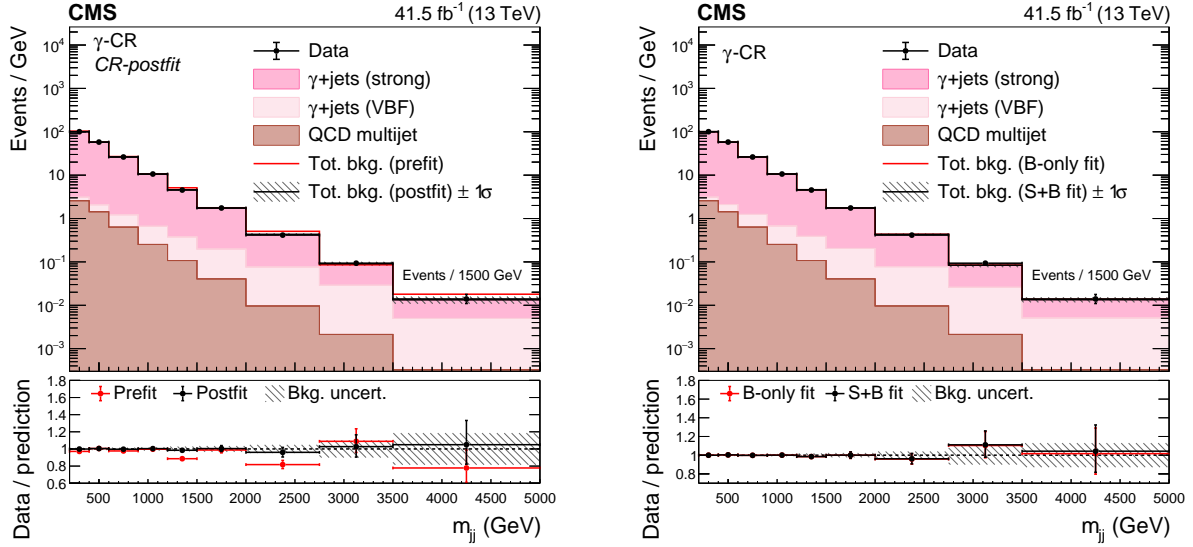 CMS 41.5 fb⁻¹ (13 TeV)
Events / GeV
10⁴
10³
10²
10
1
10⁻¹
10⁻²
10⁻³
γ-CR
CR-postfit
Data
γ+jets (strong)
γ+jets (VBF)
QCD multijet
Tot. bkg. (prefit)
Tot. bkg. (postfit) ± 1σ
Events / 1500 GeV
Data / prediction
1.8
1.6
1.4
1.2
1.0
0.8
0.6
Prefit Postfit Bkg. uncert.
500 1000 1500 2000 2500 3000 3500 4000 4500 5000
m_jj (GeV)
CMS 41.5 fb⁻¹ (13 TeV)
Events / GeV
10⁴
10³
10²
10
1
10⁻¹
10⁻²
10⁻³
γ-CR
Data
γ+jets (strong)
γ+jets (VBF)
QCD multijet
Tot. bkg. (B-only fit)
Tot. bkg. (S+B fit) ± 1σ
Events / 1500 GeV
Data / prediction
1.8
1.6
1.4
1.2
1.0
0.8
B-only fit S+B fit Bkg. uncert.
500 1000 1500 2000 2500 3000 3500 4000 4500 5000
m_jj (GeV)